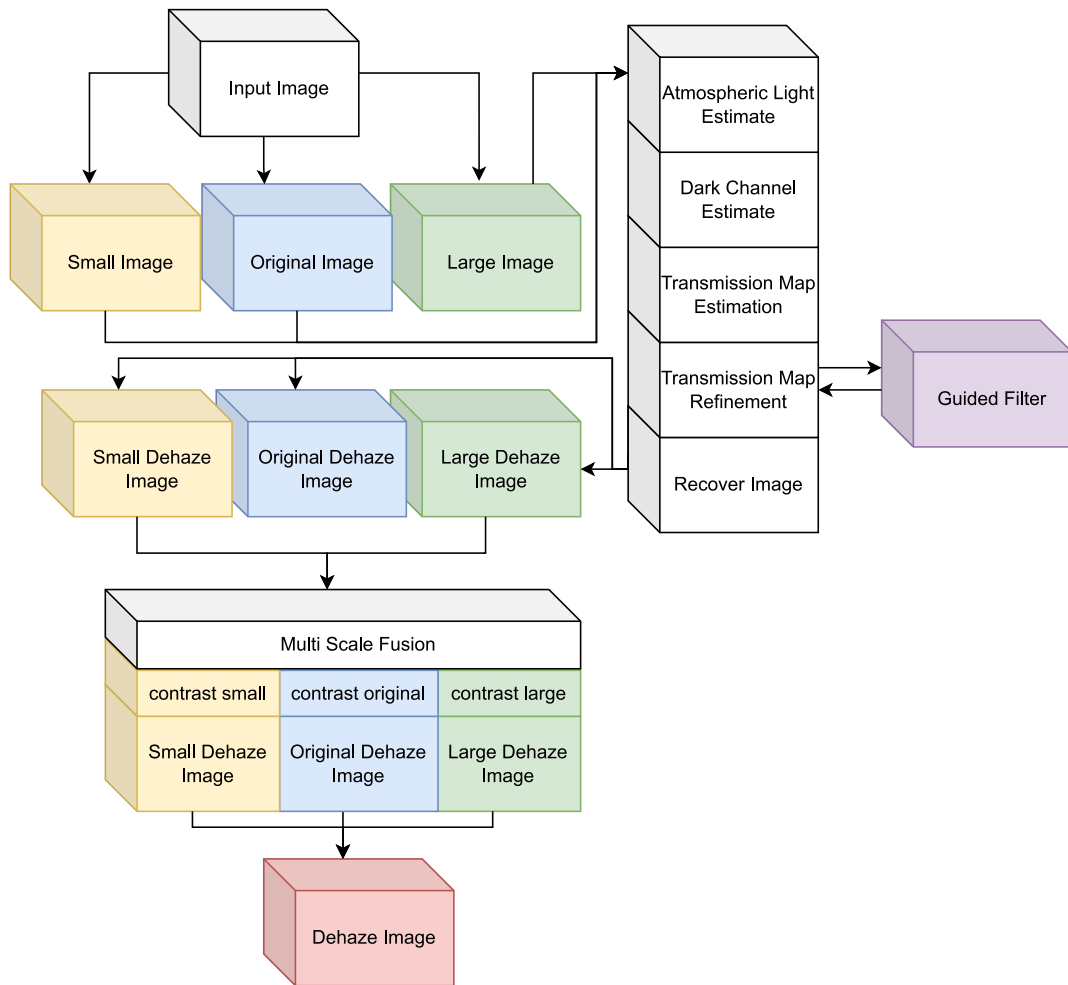 Input Image
Small Image
Original Image
Large Image
Atmospheric Light
Estimate
Dark Channel
Estimate
Transmission Map
Estimation
Transmission Map
Refinement
Recover Image
Guided Filter
Small Dehaze
Image
Original Dehaze
Image
Large Dehaze
Image
Multi Scale Fusion
contrast small
contrast original
contrast large
Small Dehaze
Image
Original Dehaze
Image
Large Dehaze
Image
Dehaze Image